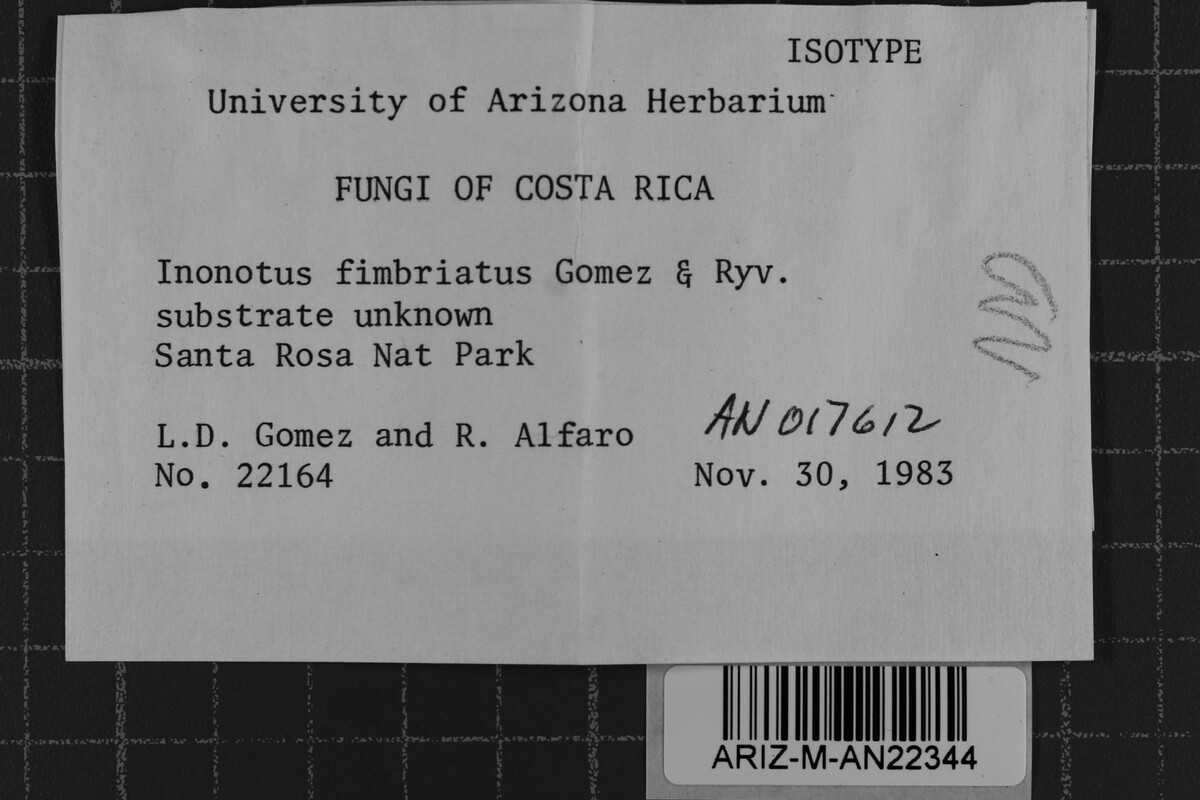 ISOTYPE
University of Arizona Herbarium
FUNGI OF COSTA RICA
Inonotus fimbriatus Gomez & Ryv.
substrate unknown
Santa Rosa Nat Park
AN 017612
L.D. Gomez and R. Alfaro
No. 22164
Nov. 30, 1983
ARIZ-M-AN22344